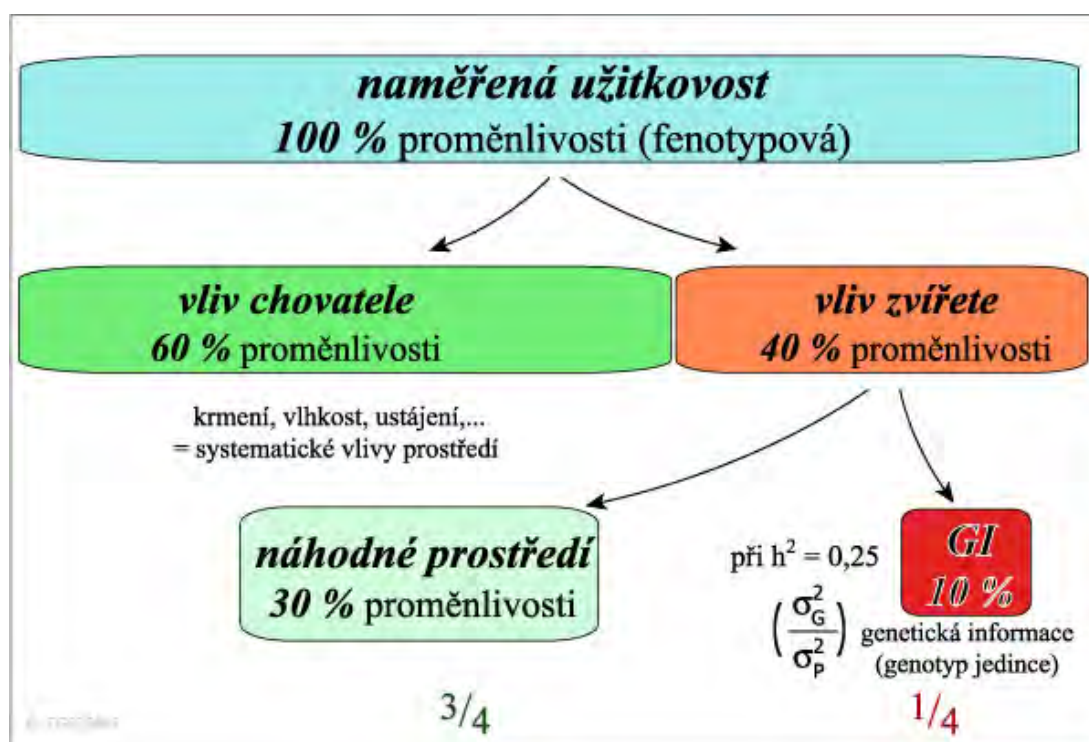 naměřená užitkovost
100 % proměnlivosti (fenotypová)
vliv chovatele
60 % proměnlivosti
vliv zvířete
40 % proměnlivosti
krmení, vlhkost, ustájení,...
= systematické vlivy prostředí
náhodné prostředí
30 % proměnlivosti
při h² = 0,25
(σ²G / σ²P)
GI
10 %
genetická informace
(genotyp jedince)
3/4
1/4